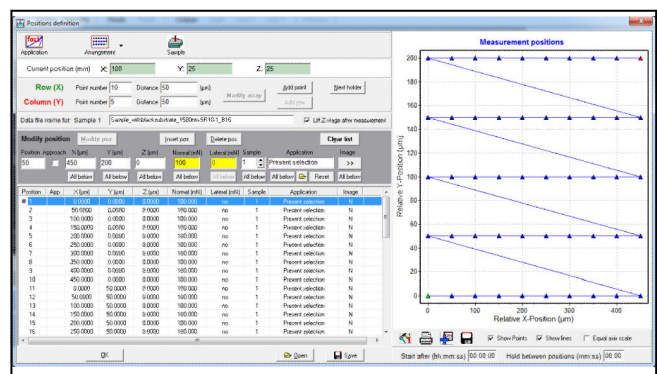 Positions definition
Application
Arrangement
Sample
Current position (mm) X: 100 Y: 25 Z: 25
Row (X) Point number 10 Distance 50 (µm) Modify array Add point Next holder
Column (Y) Point number 5 Distance 50 (µm) Add row
Data file name for: Sample 1 Lift Z stage after measurement
Modify position Modify pos. Insert pos. Delete pos. Clear list
Position Approach X (µm) Y (µm) Z (µm) Normal (mN) Lateral (mN) Sample Application Image
50 450 200 0 100 0 1 Present selection >>
All below All below All below All below All below All below All below Reset All below
Position App. X (µm) Y (µm) Z (µm) Normal (mN) Lateral (mN) Sample Application Image
1 0.0000 0.0000 0.0000 100.000 no 1 Present selection N
2 50.0000 0.0000 0.0000 100.000 no 1 Present selection N
3 100.0000 0.0000 0.0000 100.000 no 1 Present selection N
4 150.0000 0.0000 0.0000 100.000 no 1 Present selection N
5 200.0000 0.0000 0.0000 100.000 no 1 Present selection N
6 250.0000 0.0000 0.0000 100.000 no 1 Present selection N
7 300.0000 0.0000 0.0000 100.000 no 1 Present selection N
8 350.0000 0.0000 0.0000 100.000 no 1 Present selection N
9 400.0000 0.0000 0.0000 100.000 no 1 Present selection N
10 450.0000 0.0000 0.0000 100.000 no 1 Present selection N
11 0.0000 50.0000 0.0000 100.000 no 1 Present selection N
12 50.0000 50.0000 0.0000 100.000 no 1 Present selection N
13 100.0000 50.0000 0.0000 100.000 no 1 Present selection N
14 150.0000 50.0000 0.0000 100.000 no 1 Present selection N
15 200.0000 50.0000 0.0000 100.000 no 1 Present selection N
16 250.0000 50.0000 0.0000 100.000 no 1 Present selection N
OK Open Save
Measurement positions
Relative Y-Position (µm)
200
180
160
140
120
100
80
60
40
20
0
0 100 200 300 400
Relative X-Position (µm)
Show Points Show lines Equal axis scale
Start after (hh:mm:ss) 00:00:00 Hold between positions (mm:ss) 00:00